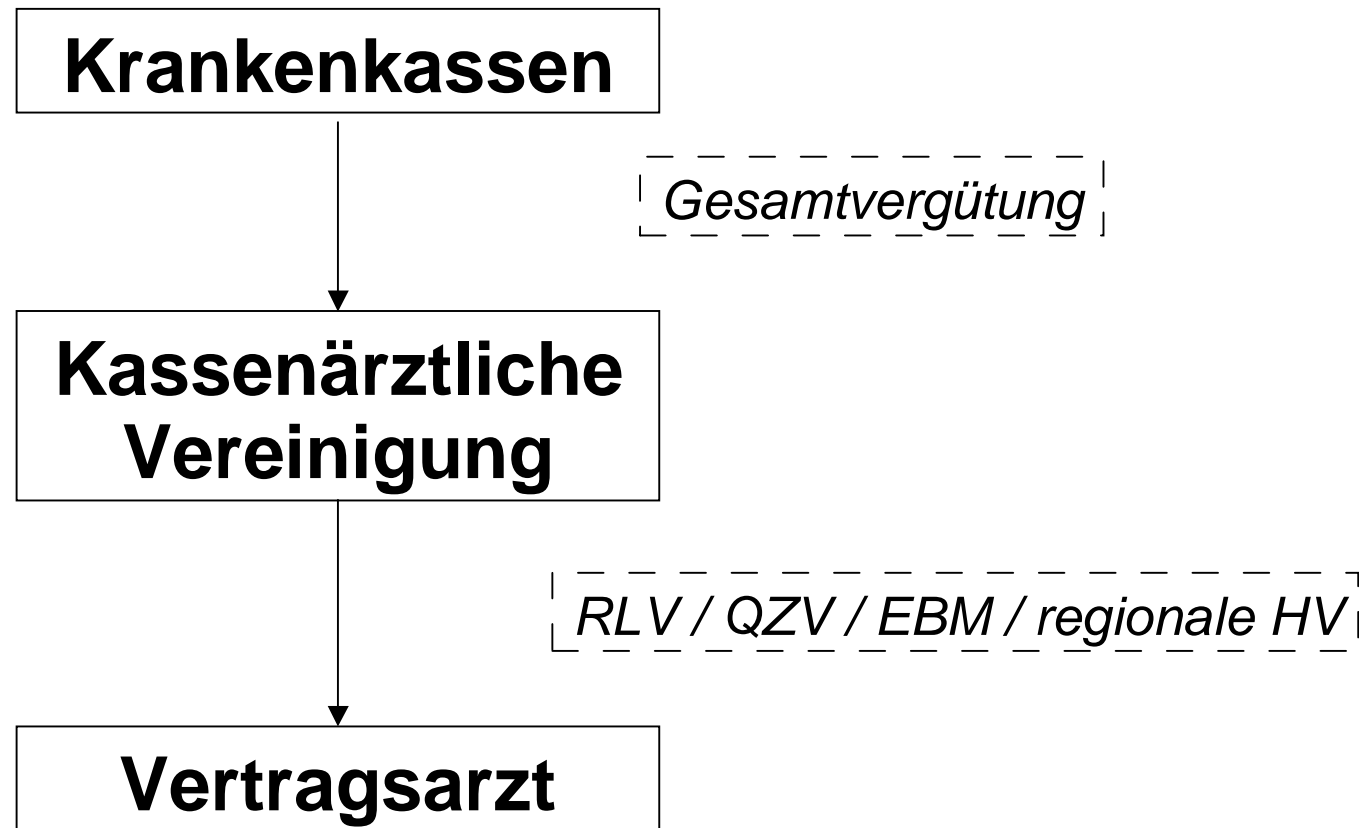 Krankenkassen
Gesamtvergütung
Kassenärztliche
Vereinigung
RLV / QZV / EBM / regionale HV
Vertragsarzt